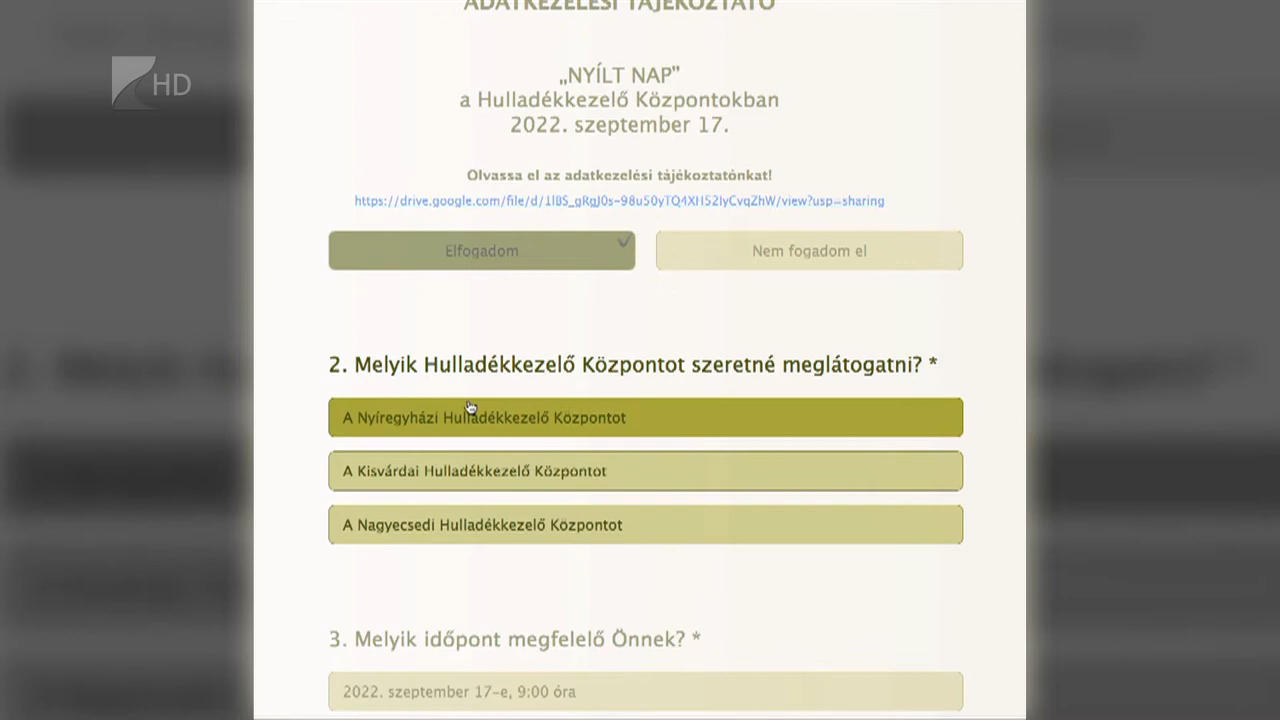 ADATKEZELÉSI TÁJÉKOZTATÓ
HD
„NYÍLT NAP”
a Hulladékkezelő Központokban
2022. szeptember 17.
Olvassa el az adatkezelési tájékoztatónkat!
Elfogadom
Nem fogadom el
2. Melyik Hulladékkezelő Központot szeretné meglátogatni? *
A Nyíregyházi Hulladékkezelő Központot
A Kisvárdai Hulladékkezelő Központot
A Nagyecsedi Hulladékkezelő Központot
3. Melyik időpont megfelelő Önnek? *
2022. szeptember 17-e, 9:00 óra